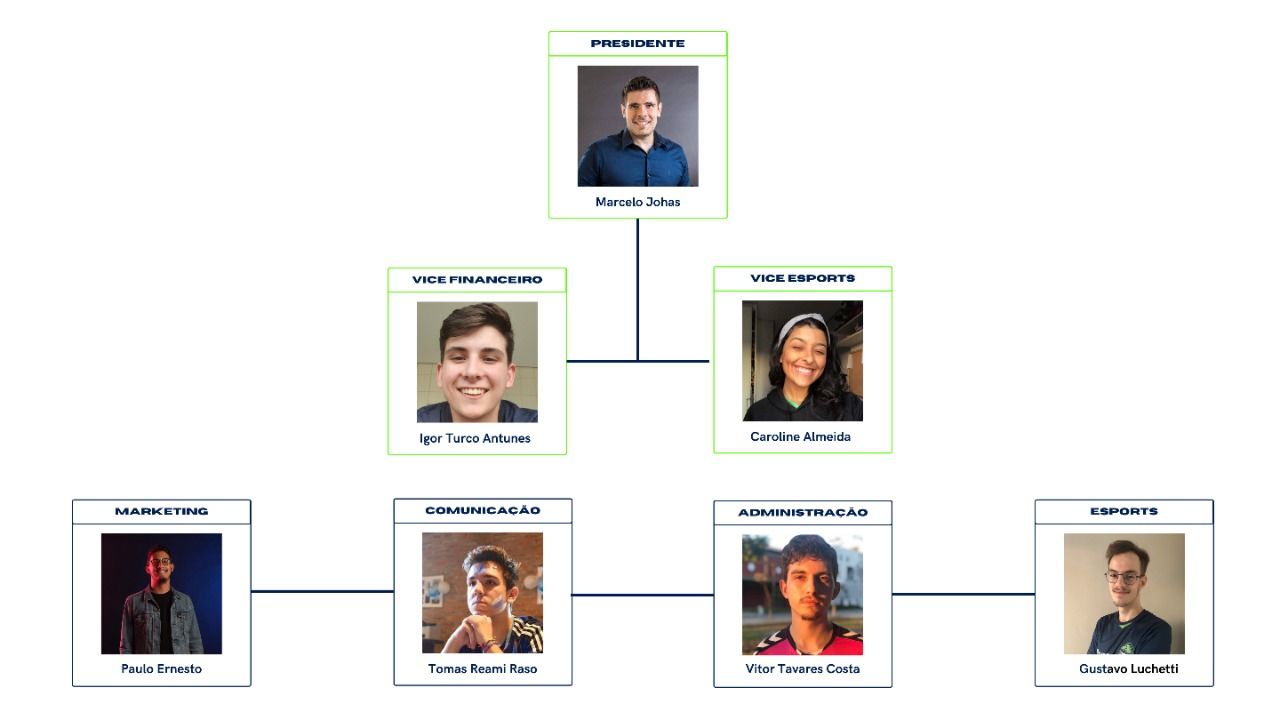 PRESIDENTE
Marcelo Johas
VICE FINANCEIRO
Igor Turco Antunes
VICE ESPORTS
Caroline Almeida
MARKETING
Paulo Ernesto
COMUNICAÇÃO
Tomas Reami Raso
ADMINISTRAÇÃO
Vitor Tavares Costa
ESPORTS
Gustavo Luchetti